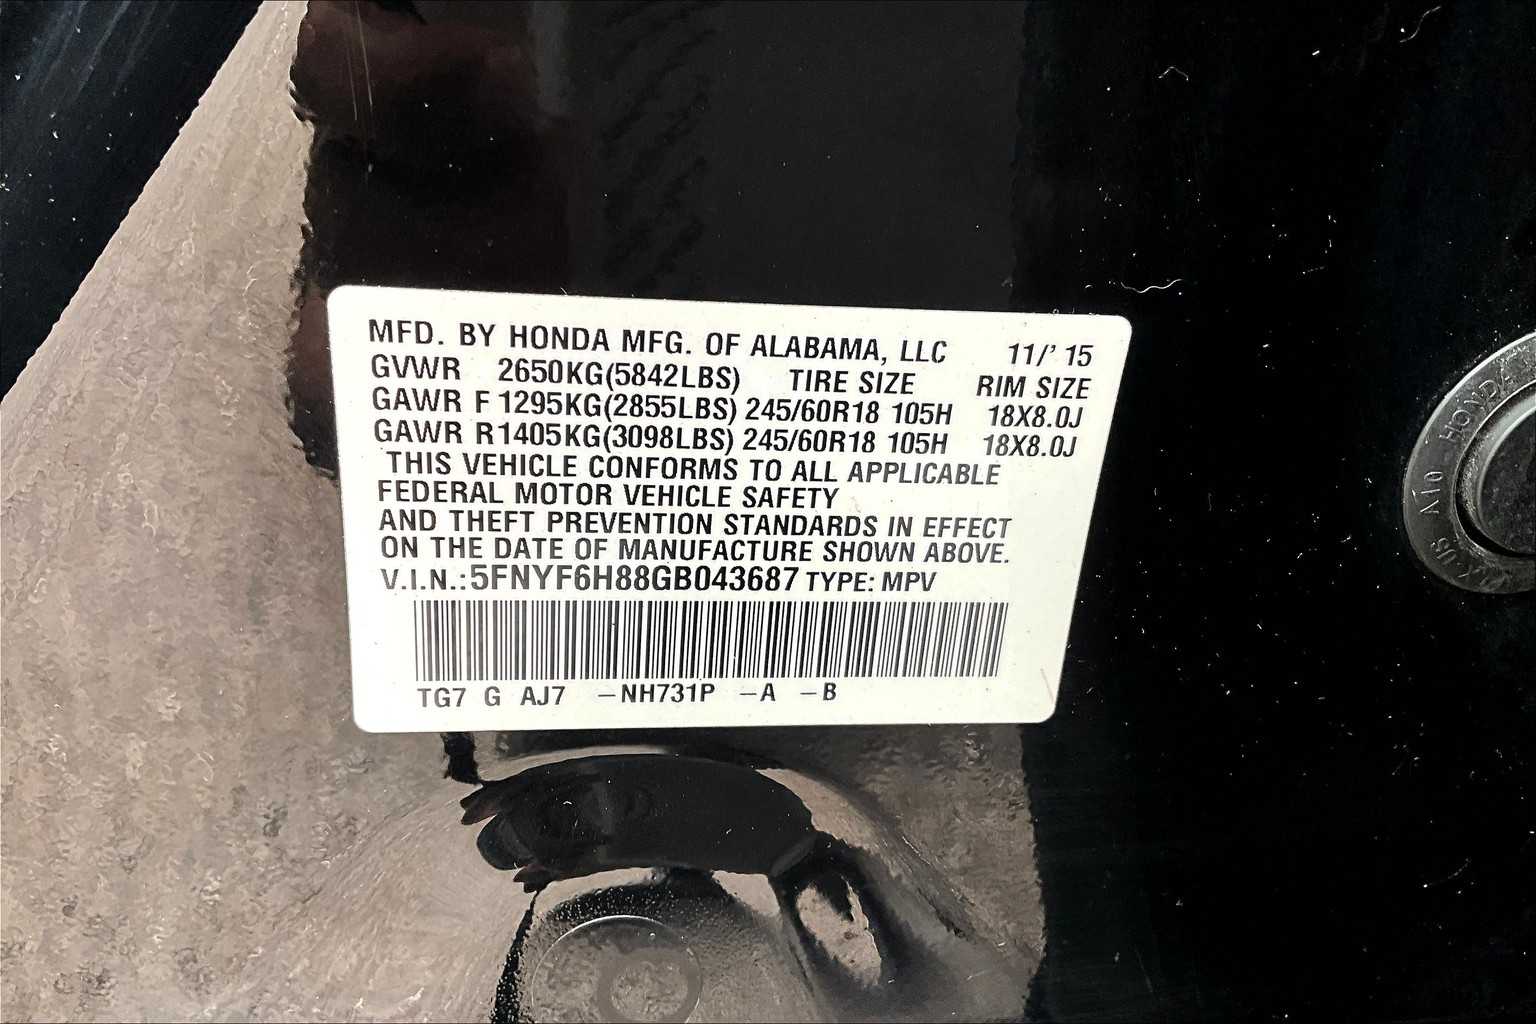 MFD. BY HONDA MFG. OF ALABAMA, LLC 11/' 15
GVWR 2650KG(5842LBS) TIRE SIZE RIM SIZE
GAWR F 1295KG(2855LBS) 245/60R18 105H 18X8.0J
GAWR R1405KG(3098LBS) 245/60R18 105H 18X8.0J
THIS VEHICLE CONFORMS TO ALL APPLICABLE
FEDERAL MOTOR VEHICLE SAFETY
AND THEFT PREVENTION STANDARDS IN EFFECT
ON THE DATE OF MANUFACTURE SHOWN ABOVE.
V.I.N.:5FNYF6H88GB043687 TYPE: MPV
TG7 G AJ7 –NH731P –A –B
A10 HONDA